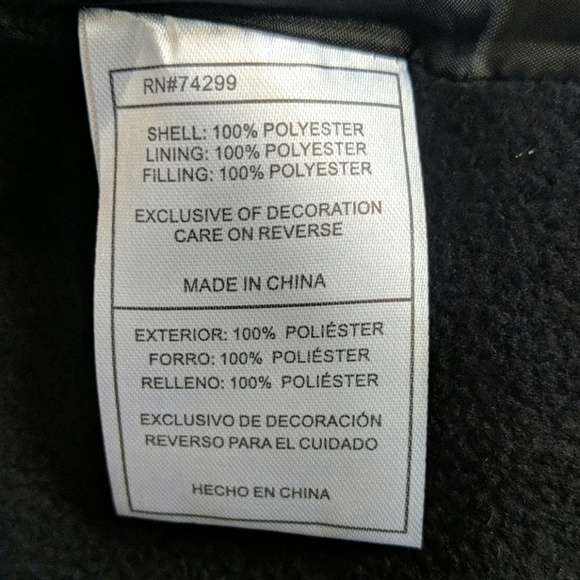 RN#74299
SHELL: 100% POLYESTER
LINING: 100% POLYESTER
FILLING: 100% POLYESTER
EXCLUSIVE OF DECORATION
CARE ON REVERSE
MADE IN CHINA
EXTERIOR: 100% POLIÉSTER
FORRO: 100% POLIÉSTER
RELLENO: 100% POLIÉSTER
EXCLUSIVO DE DECORACIÓN
REVERSO PARA EL CUIDADO
HECHO EN CHINA